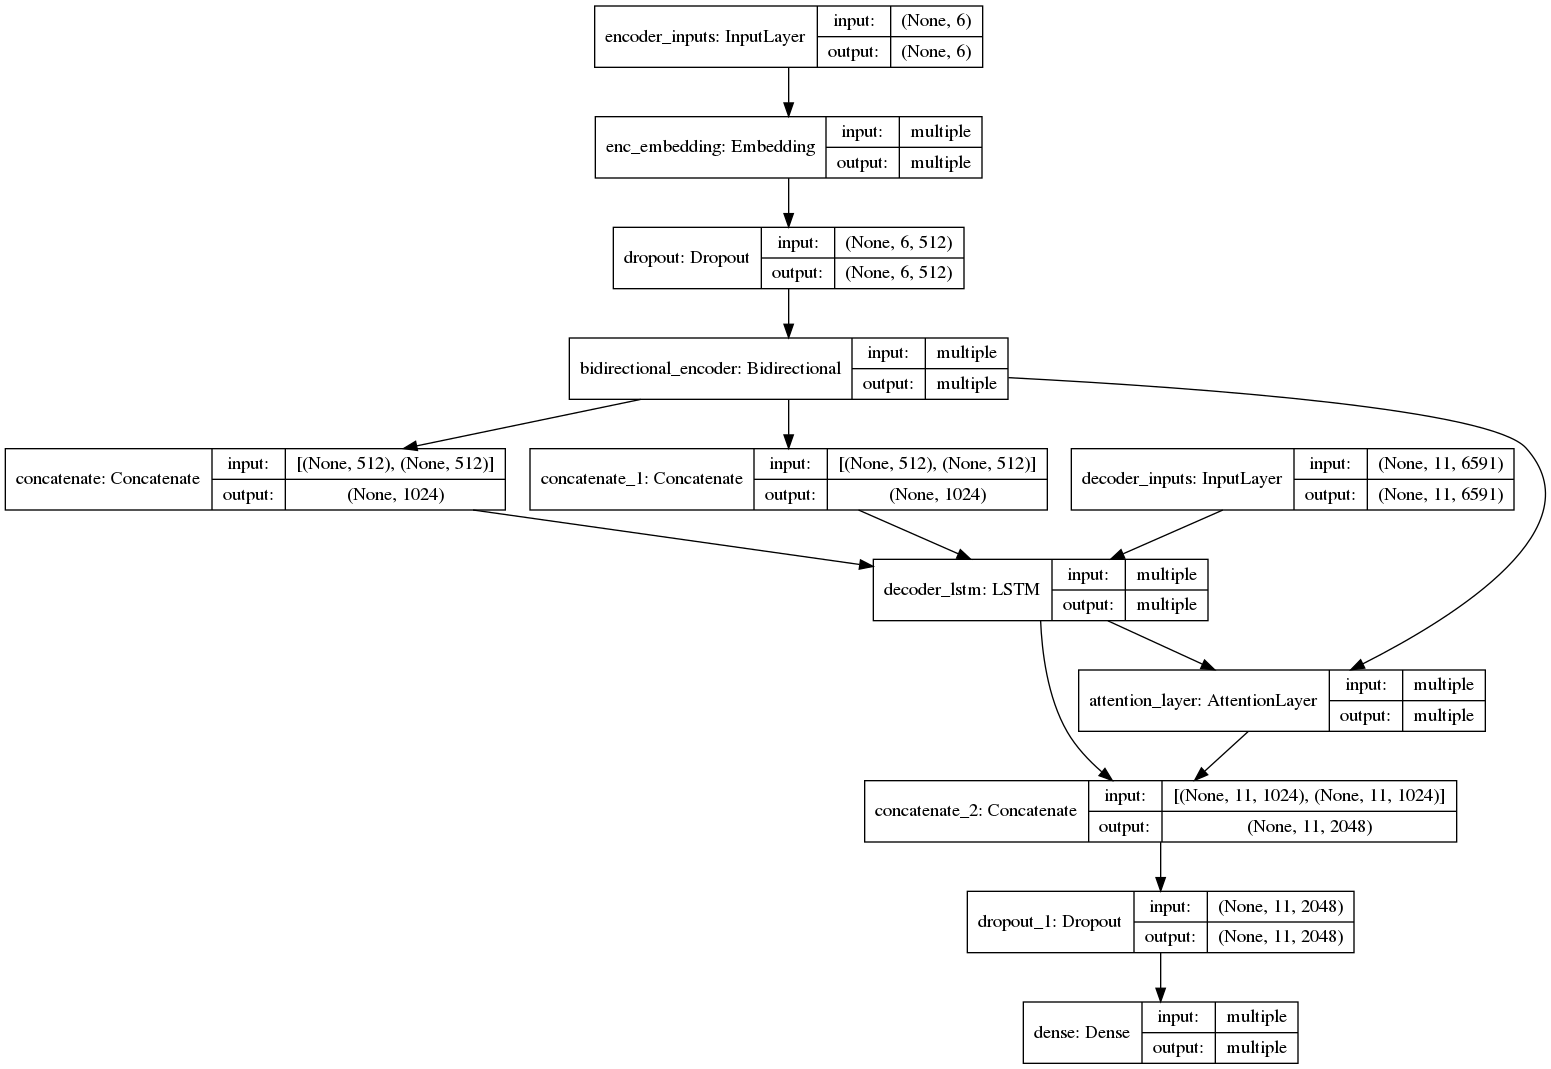 encoder_inputs: InputLayer
input:
(None, 6)
output:
(None, 6)
enc_embedding: Embedding
input:
multiple
output:
multiple
dropout: Dropout
input:
(None, 6, 512)
output:
(None, 6, 512)
bidirectional_encoder: Bidirectional
input:
multiple
output:
multiple
concatenate: Concatenate
input:
[(None, 512), (None, 512)]
output:
(None, 1024)
concatenate_1: Concatenate
input:
[(None, 512), (None, 512)]
output:
(None, 1024)
decoder_inputs: InputLayer
input:
(None, 11, 6591)
output:
(None, 11, 6591)
decoder_lstm: LSTM
input:
multiple
output:
multiple
attention_layer: AttentionLayer
input:
multiple
output:
multiple
concatenate_2: Concatenate
input:
[(None, 11, 1024), (None, 11, 1024)]
output:
(None, 11, 2048)
dropout_1: Dropout
input:
(None, 11, 2048)
output:
(None, 11, 2048)
dense: Dense
input:
multiple
output:
multiple